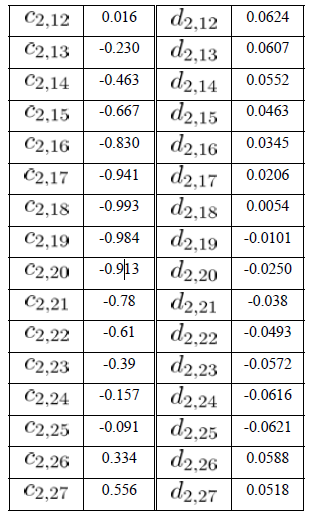 c2,12 0.016 d2,12 0.0624
c2,13 -0.230 d2,13 0.0607
c2,14 -0.463 d2,14 0.0552
c2,15 -0.667 d2,15 0.0463
c2,16 -0.830 d2,16 0.0345
c2,17 -0.941 d2,17 0.0206
c2,18 -0.993 d2,18 0.0054
c2,19 -0.984 d2,19 -0.0101
c2,20 -0.913 d2,20 -0.0250
c2,21 -0.78 d2,21 -0.038
c2,22 -0.61 d2,22 -0.0493
c2,23 -0.39 d2,23 -0.0572
c2,24 -0.157 d2,24 -0.0616
c2,25 -0.091 d2,25 -0.0621
c2,26 0.334 d2,26 0.0588
c2,27 0.556 d2,27 0.0518